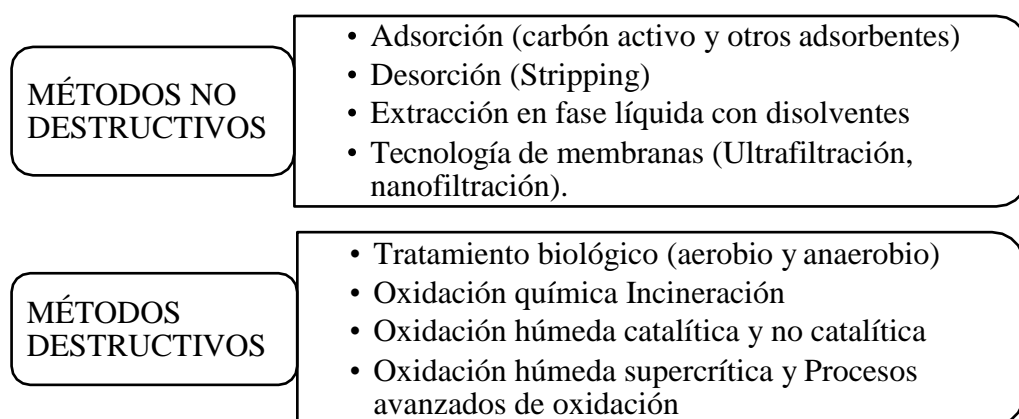 MÉTODOS NO
DESTRUCTIVOS
• Adsorción (carbón activo y otros adsorbentes)
• Desorción (Stripping)
• Extracción en fase líquida con disolventes
• Tecnología de membranas (Ultrafiltración,
nanofiltración).
MÉTODOS
DESTRUCTIVOS
• Tratamiento biológico (aerobio y anaerobio)
• Oxidación química Incineración
• Oxidación húmeda catalítica y no catalítica
• Oxidación húmeda supercrítica y Procesos
avanzados de oxidación